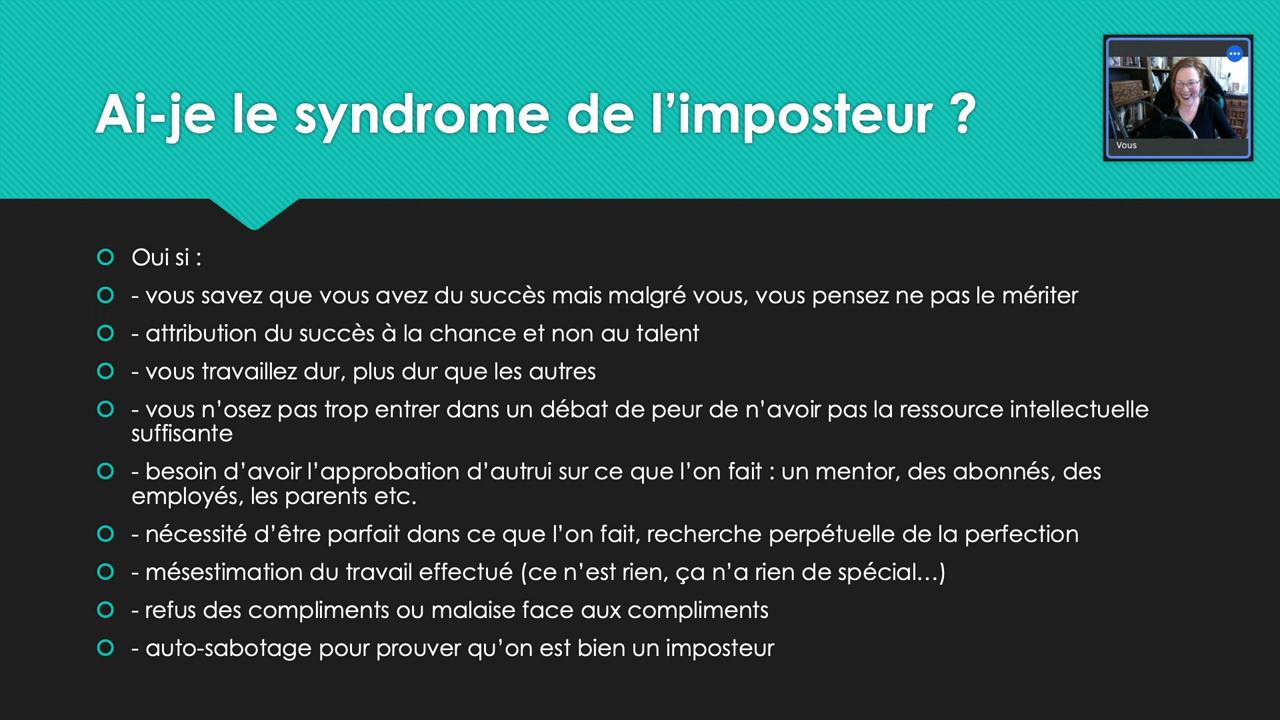 Ai-je le syndrome de l’imposteur ?
Vous
Oui si :
- vous savez que vous avez du succès mais malgré vous, vous pensez ne pas le mériter
- attribution du succès à la chance et non au talent
- vous travaillez dur, plus dur que les autres
- vous n’osez pas trop entrer dans un débat de peur de n’avoir pas la ressource intellectuelle
suffisante
- besoin d’avoir l’approbation d’autrui sur ce que l’on fait : un mentor, des abonnés, des
employés, les parents etc.
- nécessité d’être parfait dans ce que l’on fait, recherche perpétuelle de la perfection
- mésestimation du travail effectué (ce n’est rien, ça n’a rien de spécial…)
- refus des compliments ou malaise face aux compliments
- auto-sabotage pour prouver qu’on est bien un imposteur